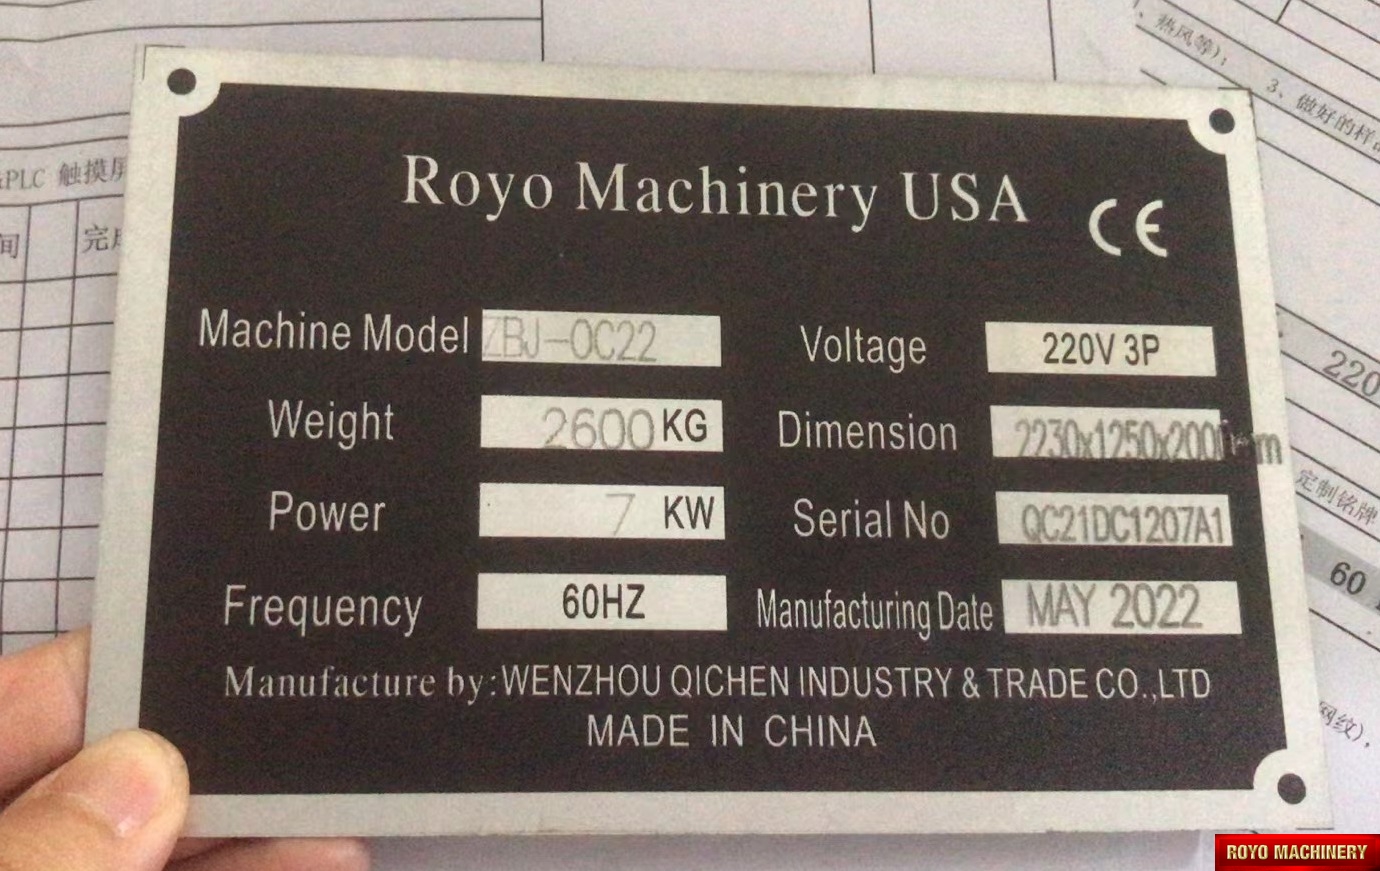 、热风等);
3、做好的样品
&PLC 触摸屏
间
完成
Royo Machinery USA
CE
Machine Model ZBJ-OC22
Voltage 220V 3P
Weight 2600 KG
Dimension 2230x1250x2000mm
Power 7 KW
Serial No QC21DC1207A1
Frequency 60HZ
Manufacturing Date MAY 2022
Manufacture by:WENZHOU QICHEN INDUSTRY & TRADE CO.,LTD
MADE IN CHINA
220
定制铭牌
60
网纹),
ROYO MACHINERY